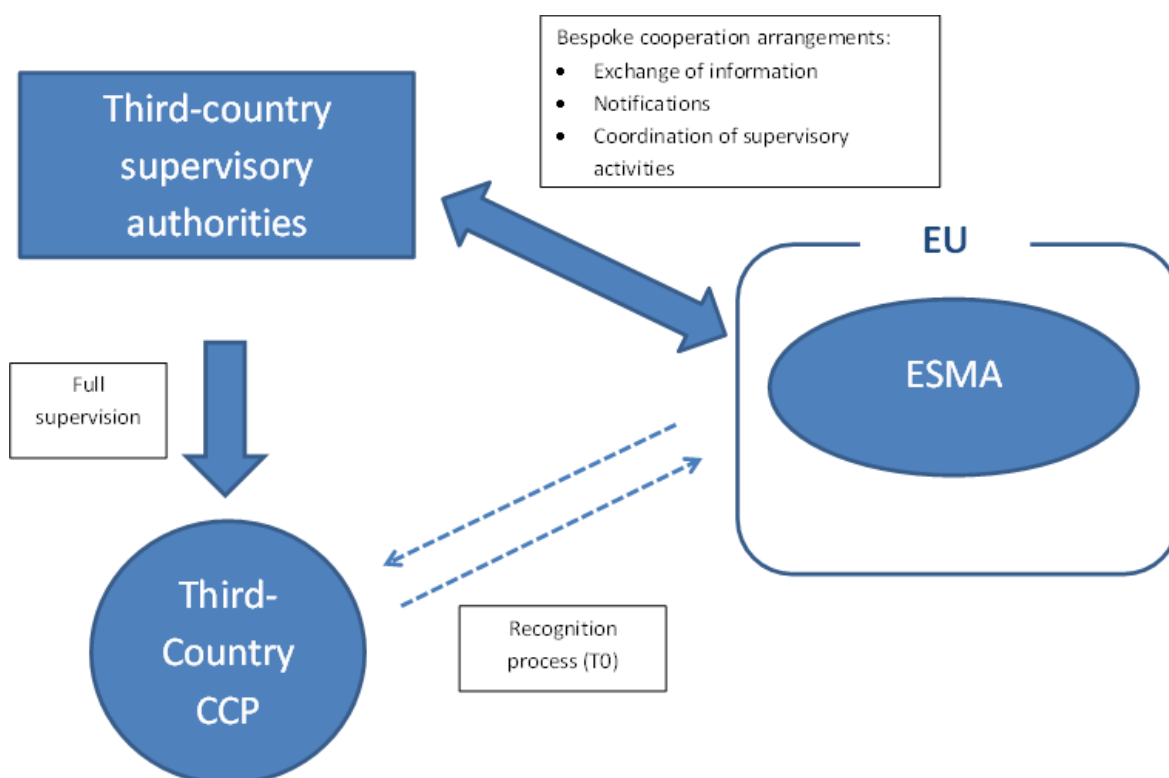 Bespoke cooperation arrangements:
• Exchange of information
• Notifications
• Coordination of supervisory
activities
Third-country
supervisory
authorities
EU
ESMA
Full
supervision
Third-
Country
CCP
Recognition
process (T0)